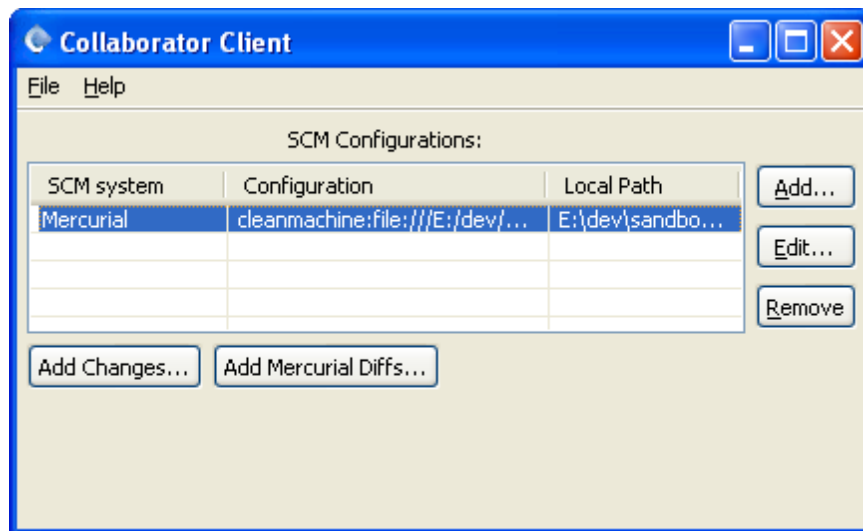 Collaborator Client
File Help
SCM Configurations:
SCM system Configuration Local Path
Mercurial cleanmachine:file:///E:/dev/... E:\dev\sandbo...
Add...
Edit...
Remove
Add Changes... Add Mercurial Diffs...